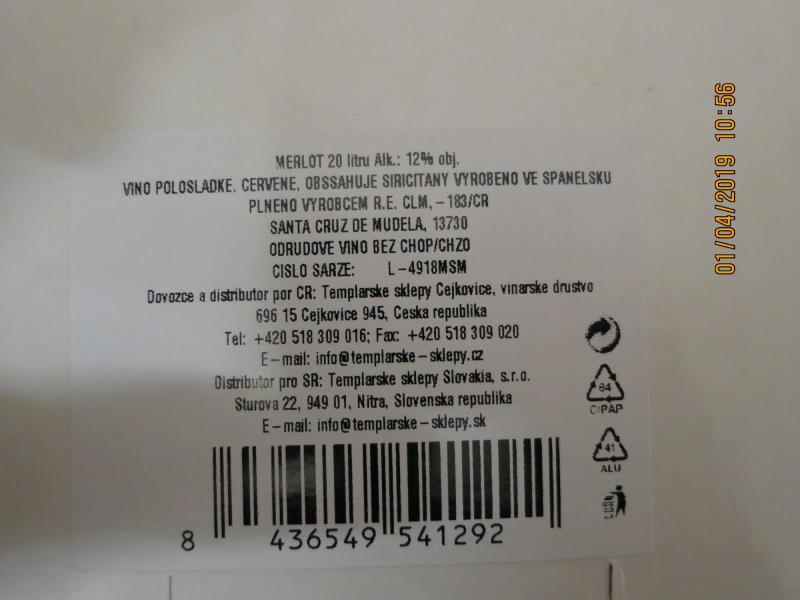 MERLOT 20 litru Alk.: 12% obj.
VINO POLOSLADKE, CERVENE, OBSSAHUJE SIRICITANY VYROBENO VE SPANELSKU
PLNENO VYROBCEM R.E. CLM, -183/CR
SANTA CRUZ DE MUDELA, 13730
ODRUDOVE VINO BEZ CHOP/CHZO
CISLO SARZE: L-4918MSM
Dovozce a distributor por CR: Templarske sklepy Cejkovice, vinarske drustvo
696 15 Cejkovice 945, Ceska republika
Tel: +420 518 309 016; Fax: +420 518 309 020
E-mail: info@templarske-sklepy.cz
Distributor pro SR: Templarske sklepy Slovakia, s.r.o.
Sturova 22, 949 01, Nitra, Slovenska republika
E-mail: info@templarske-sklepy.sk
84
C/PAP
41
ALU
8 436549 541292
01/04/2019 10:56